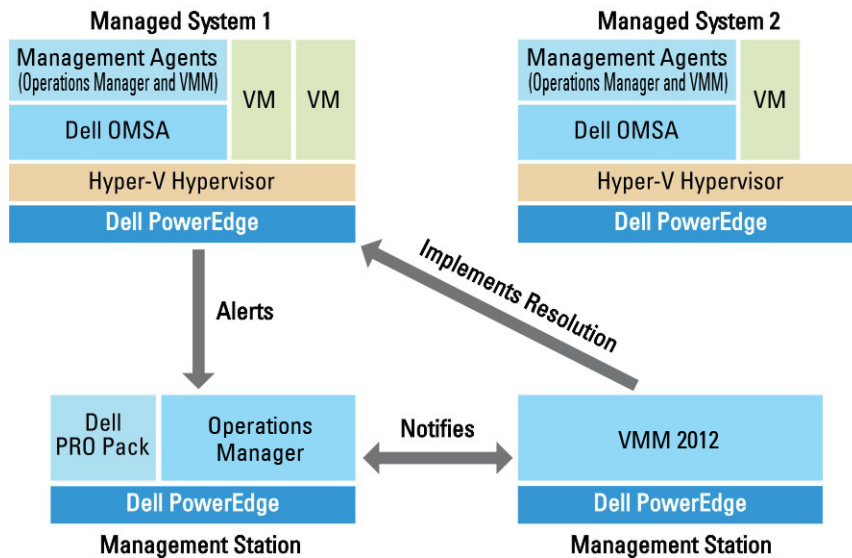 Managed System 1
Management Agents
(Operations Manager and VMM)
Dell OMSA
VM
VM
Hyper-V Hypervisor
Dell PowerEdge
Managed System 2
Management Agents
(Operations Manager and VMM)
Dell OMSA
VM
Hyper-V Hypervisor
Dell PowerEdge
Alerts
Implements Resolution
Dell
PRO Pack
Operations
Manager
Dell PowerEdge
Management Station
Notifies
VMM 2012
Dell PowerEdge
Management Station